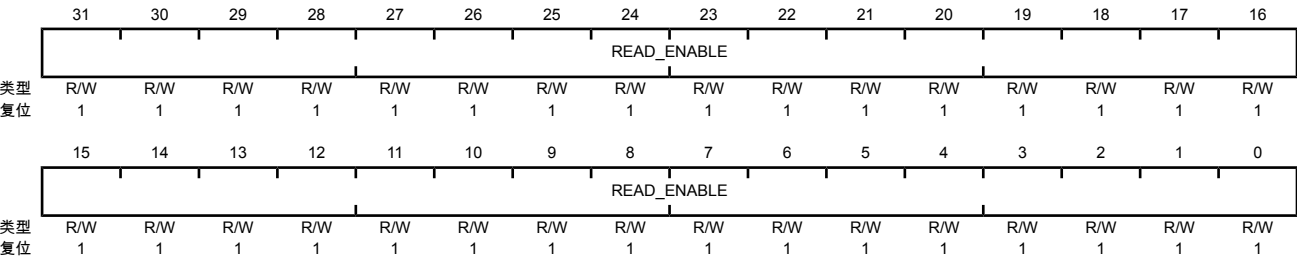 31 30 29 28 27 26 25 24 23 22 21 20 19 18 17 16
READ_ENABLE
类型 R/W R/W R/W R/W R/W R/W R/W R/W R/W R/W R/W R/W R/W R/W R/W R/W
复位 1 1 1 1 1 1 1 1 1 1 1 1 1 1 1 1
15 14 13 12 11 10 9 8 7 6 5 4 3 2 1 0
READ_ENABLE
类型 R/W R/W R/W R/W R/W R/W R/W R/W R/W R/W R/W R/W R/W R/W R/W R/W
复位 1 1 1 1 1 1 1 1 1 1 1 1 1 1 1 1